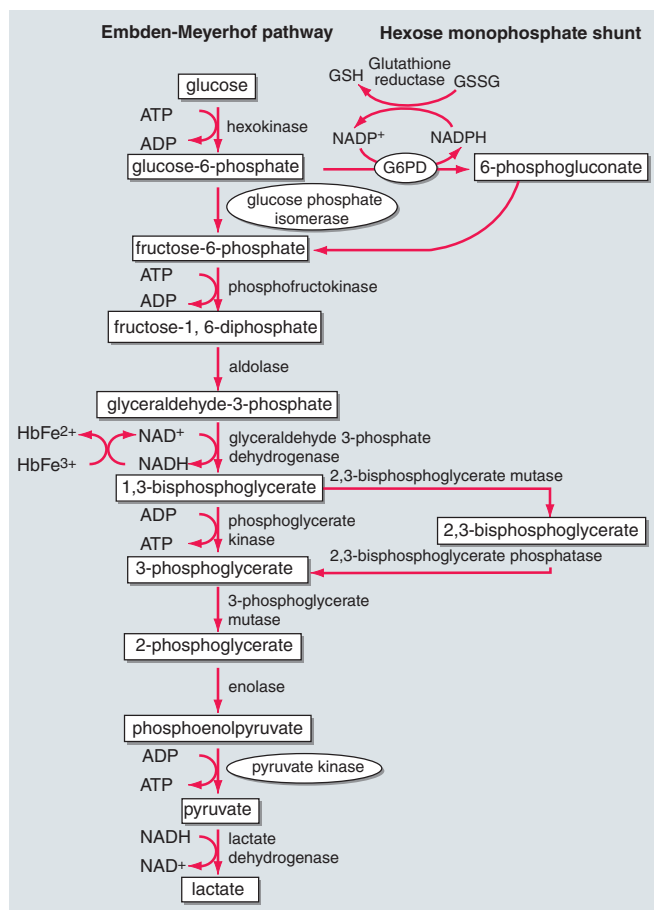 Embden-Meyerhof pathway
Hexose monophosphate shunt
glucose
GSH
Glutathione
reductase
GSSG
ATP
ADP
hexokinase
NADP+
NADPH
glucose-6-phosphate
G6PD
6-phosphogluconate
glucose phosphate
isomerase
fructose-6-phosphate
ATP
ADP
phosphofructokinase
fructose-1, 6-diphosphate
aldolase
glyceraldehyde-3-phosphate
HbFe2+
NAD+
HbFe3+
NADH
glyceraldehyde 3-phosphate
dehydrogenase
1,3-bisphosphoglycerate
2,3-bisphosphoglycerate mutase
ADP
ATP
phosphoglycerate
kinase
2,3-bisphosphoglycerate
2,3-bisphosphoglycerate phosphatase
3-phosphoglycerate
3-phosphoglycerate
mutase
2-phosphoglycerate
enolase
phosphoenolpyruvate
ADP
ATP
pyruvate kinase
pyruvate
NADH
NAD+
lactate
dehydrogenase
lactate